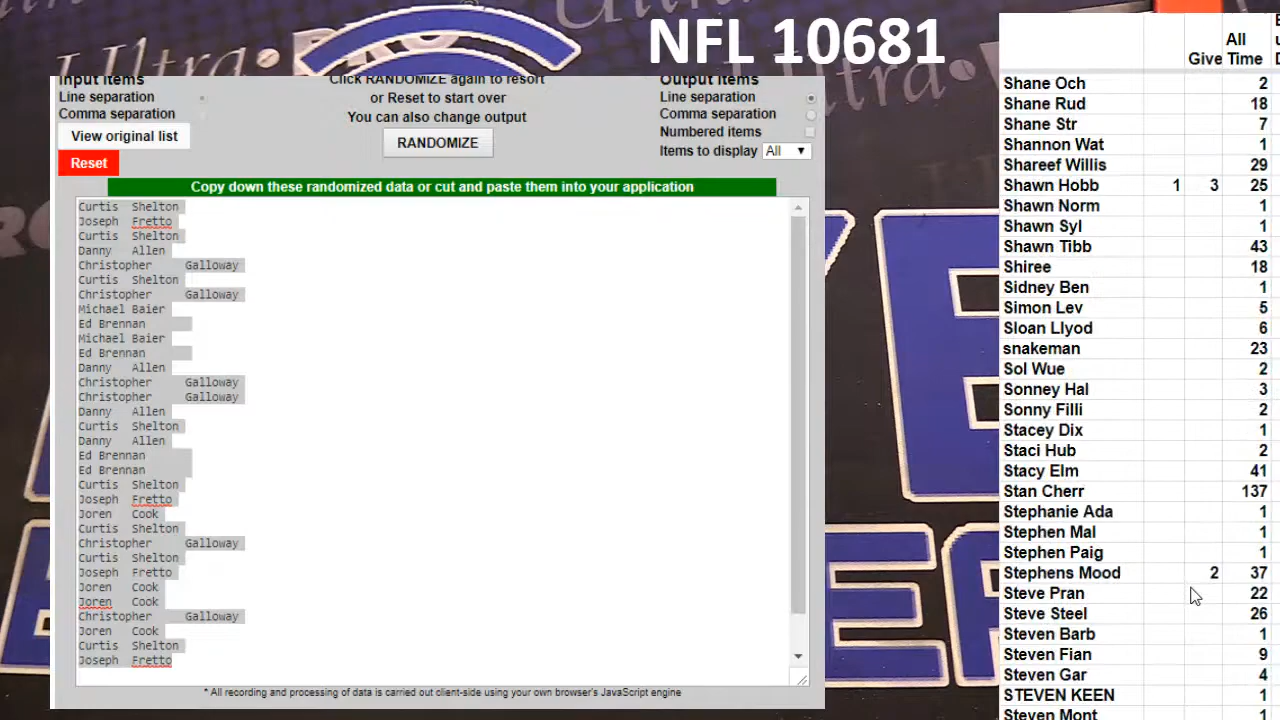 NFL 10681
Input Items
Line separation
Comma separation
View original list
Reset
Click RANDOMIZE again to resort
or Reset to start over
You can also change output
RANDOMIZE
Output Items
Line separation
Comma separation
Numbered items
Items to display All
Copy down these randomized data or cut and paste them into your application
Curtis Shelton
Joseph Fretto
Curtis Shelton
Danny Allen
Christopher Galloway
Curtis Shelton
Christopher Galloway
Michael Baier
Ed Brennan
Michael Baier
Ed Brennan
Danny Allen
Christopher Galloway
Christopher Galloway
Danny Allen
Curtis Shelton
Danny Allen
Ed Brennan
Ed Brennan
Curtis Shelton
Joseph Fretto
Joren Cook
Curtis Shelton
Christopher Galloway
Curtis Shelton
Joseph Fretto
Joren Cook
Joren Cook
Christopher Galloway
Joren Cook
Curtis Shelton
Joseph Fretto
* All recording and processing of data is carried out client-side using your own browser's JavaScript engine
All
Give Time
Shane Och 2
Shane Rud 18
Shane Str 7
Shannon Wat 1
Shareef Willis 29
Shawn Hobb 1 3 25
Shawn Norm 1
Shawn Syl 1
Shawn Tibb 43
Shiree 18
Sidney Ben 1
Simon Lev 5
Sloan Llyod 6
snakeman 23
Sol Wue 2
Sonney Hal 3
Sonny Filli 2
Stacey Dix 1
Staci Hub 2
Stacy Elm 41
Stan Cherr 137
Stephanie Ada 1
Stephen Mal 1
Stephen Paig 1
Stephens Mood 2 37
Steve Pran 22
Steve Steel 26
Steven Barb 1
Steven Fian 9
Steven Gar 4
STEVEN KEEN 1
Steven Mont 1